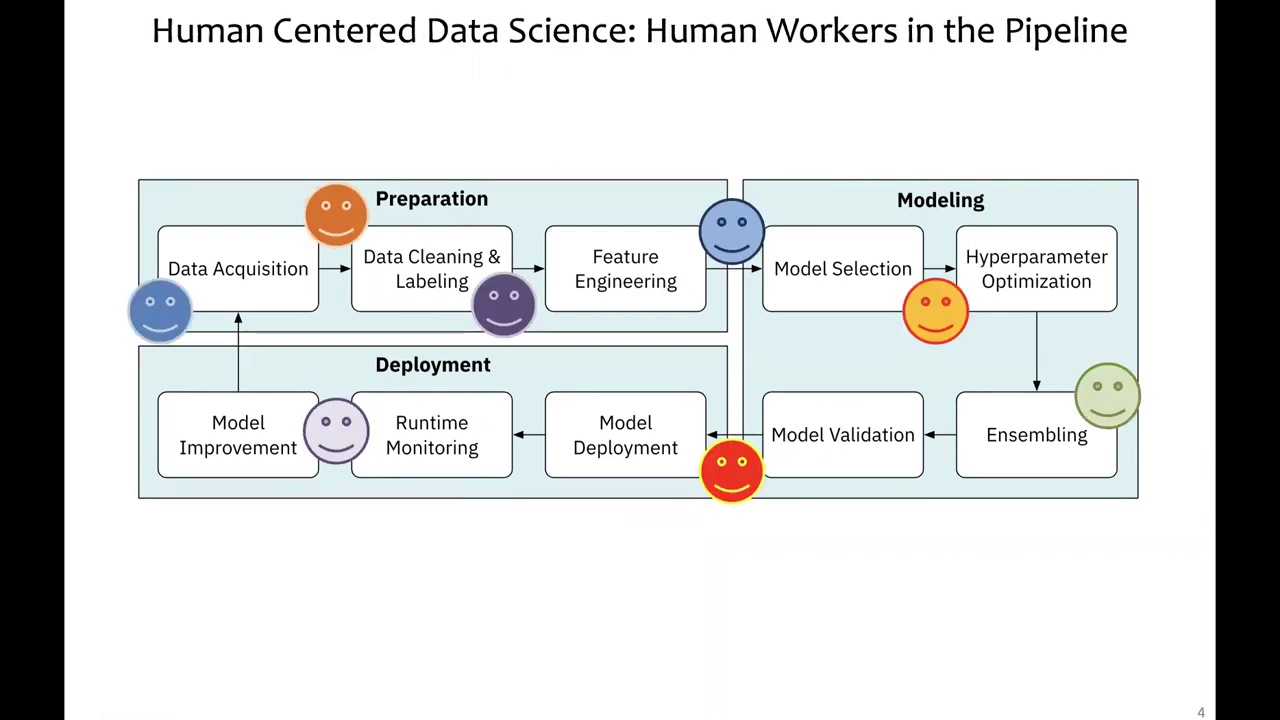 Human Centered Data Science: Human Workers in the Pipeline
Preparation
Data Acquisition
Data Cleaning &
Labeling
Feature
Engineering
Modeling
Model Selection
Hyperparameter
Optimization
Deployment
Model
Improvement
Runtime
Monitoring
Model
Deployment
Model Validation
Ensembling
4